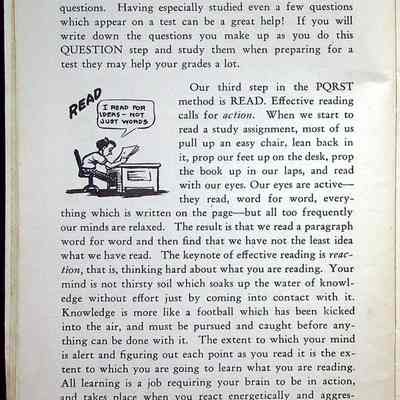 questions. Having especially studied even a few questions
which appear on a test can be a great help! If you will
write down the questions you make up as you do this
QUESTION step and study them when preparing for a
test they may help your grades a lot.
READ
I READ FOR
IDEAS - NOT
JUST WORDS
Our third step in the PQRST
method is READ. Effective reading
calls for action. When we start to
read a study assignment, most of us
pull up an easy chair, lean back in
it, prop our feet up on the desk, prop
the book up in our laps, and read
with our eyes. Our eyes are active—
they read, word for word, every-
thing which is written on the page—but all too frequently
our minds are relaxed. The result is that we read a paragraph
word for word and then find that we have not the least idea
what we have read. The keynote of effective reading is reac-
tion, that is, thinking hard about what you are reading. Your
mind is not thirsty soil which soaks up the water of knowl-
edge without effort just by coming into contact with it.
Knowledge is more like a football which has been kicked
into the air, and must be pursued and caught before any-
thing can be done with it. The extent to which your mind
is alert and figuring out each point as you read it is the ex-
tent to which you are going to learn what you are reading.
All learning is a job requiring your brain to be in action,
and takes place when you react energetically and aggres-